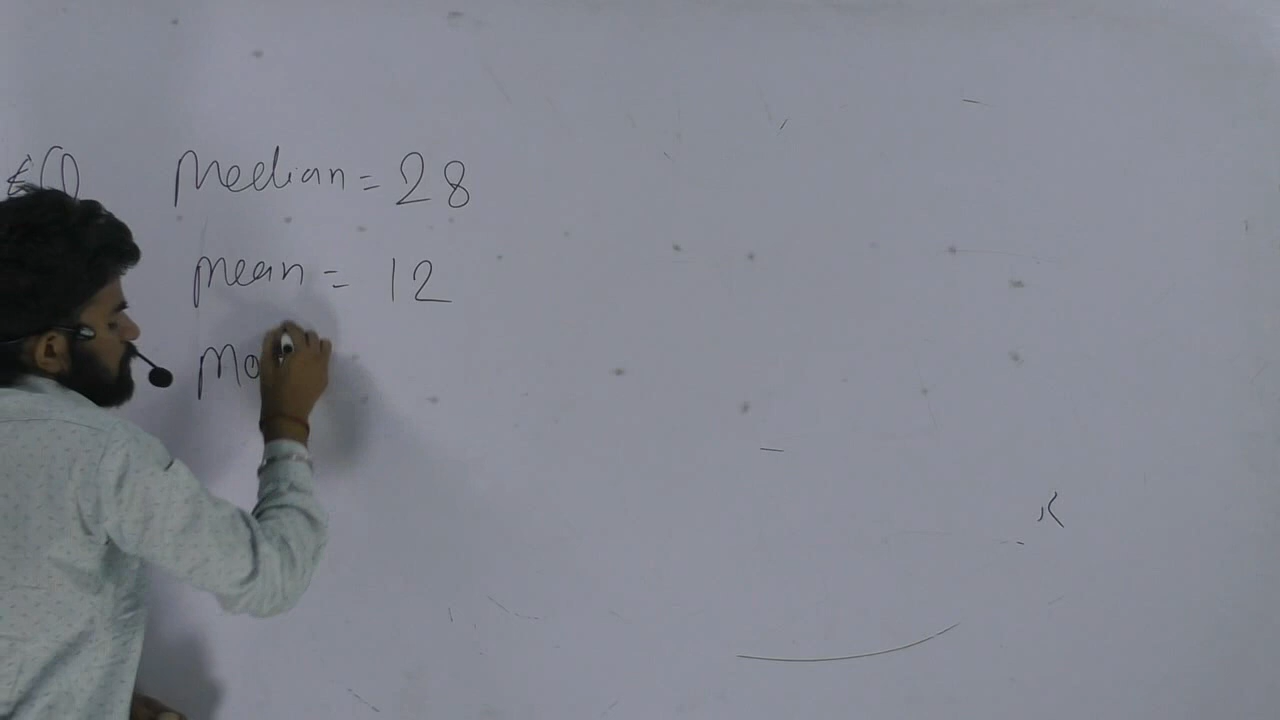 Median = 28
mean = 12
Mo